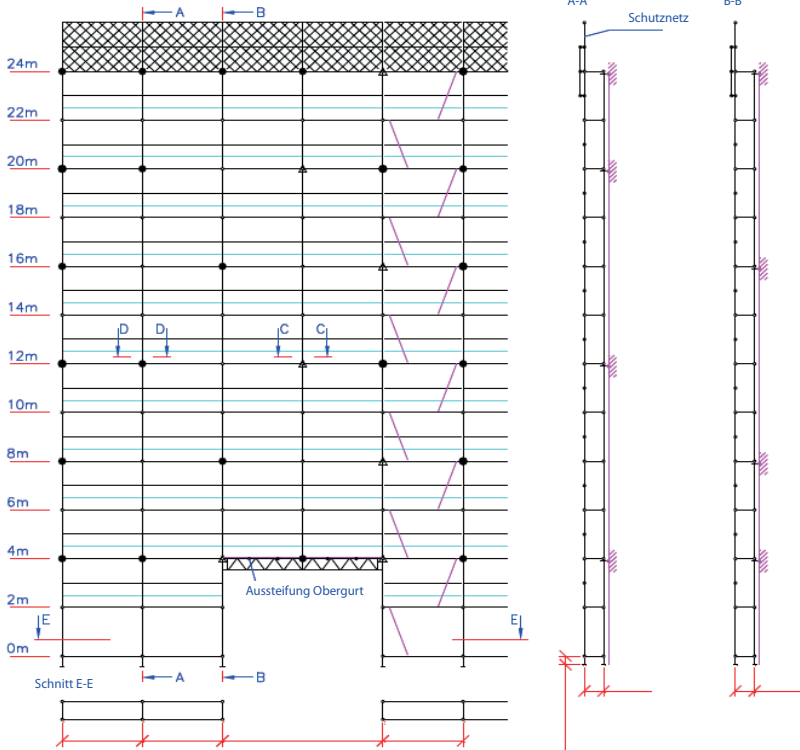 A
B
A-A
B-B
Schutznetz
24m
22m
20m
18m
16m
14m
D
D
C
C
12m
10m
8m
6m
4m
Aussteifung Obergurt
2m
E
E
0m
Schnitt E-E
A
B